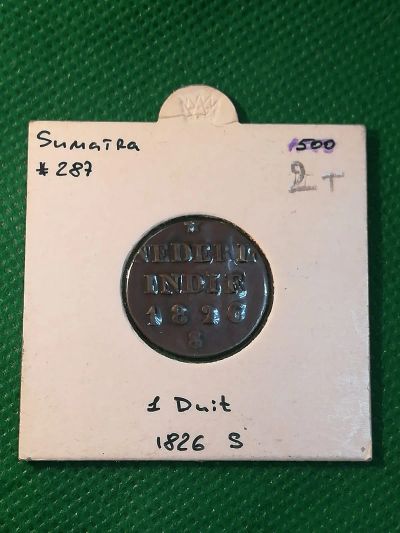 Sumatra
# 287
1500
2+
NEDERL
INDIE
1826
S
1 Duit
1826 S